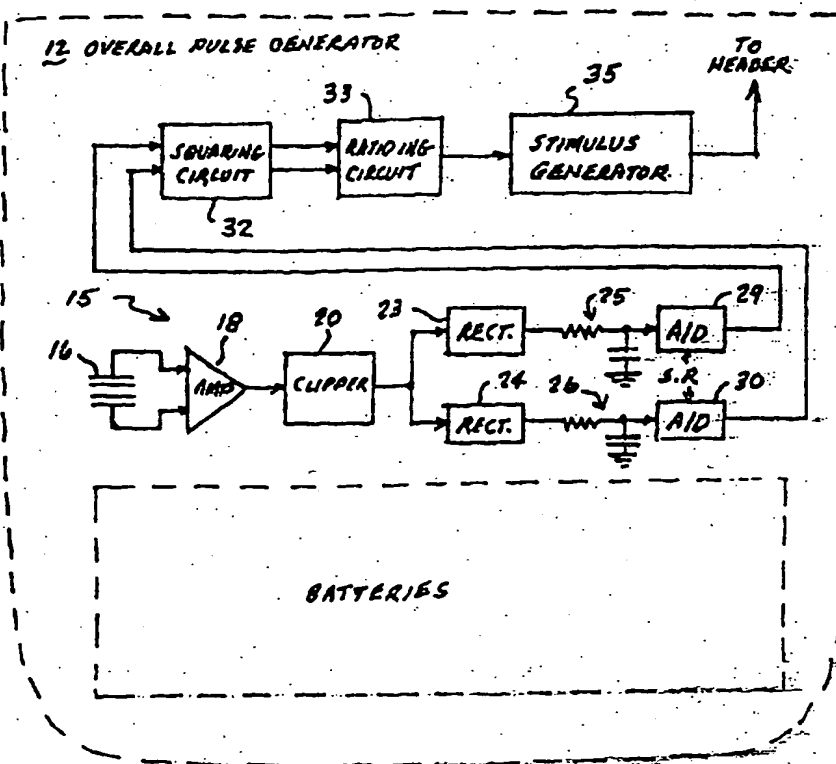 12 OVERALL PULSE GENERATOR
TO
HEADER
33
35
SQUARING
CIRCUIT
RATIOING
CIRCUIT
STIMULUS
GENERATOR
32
15
16
18
AMP
20
CLIPPER
23
RECT.
25
29
A/D
S.R
24
RECT.
26
30
A/D
BATTERIES